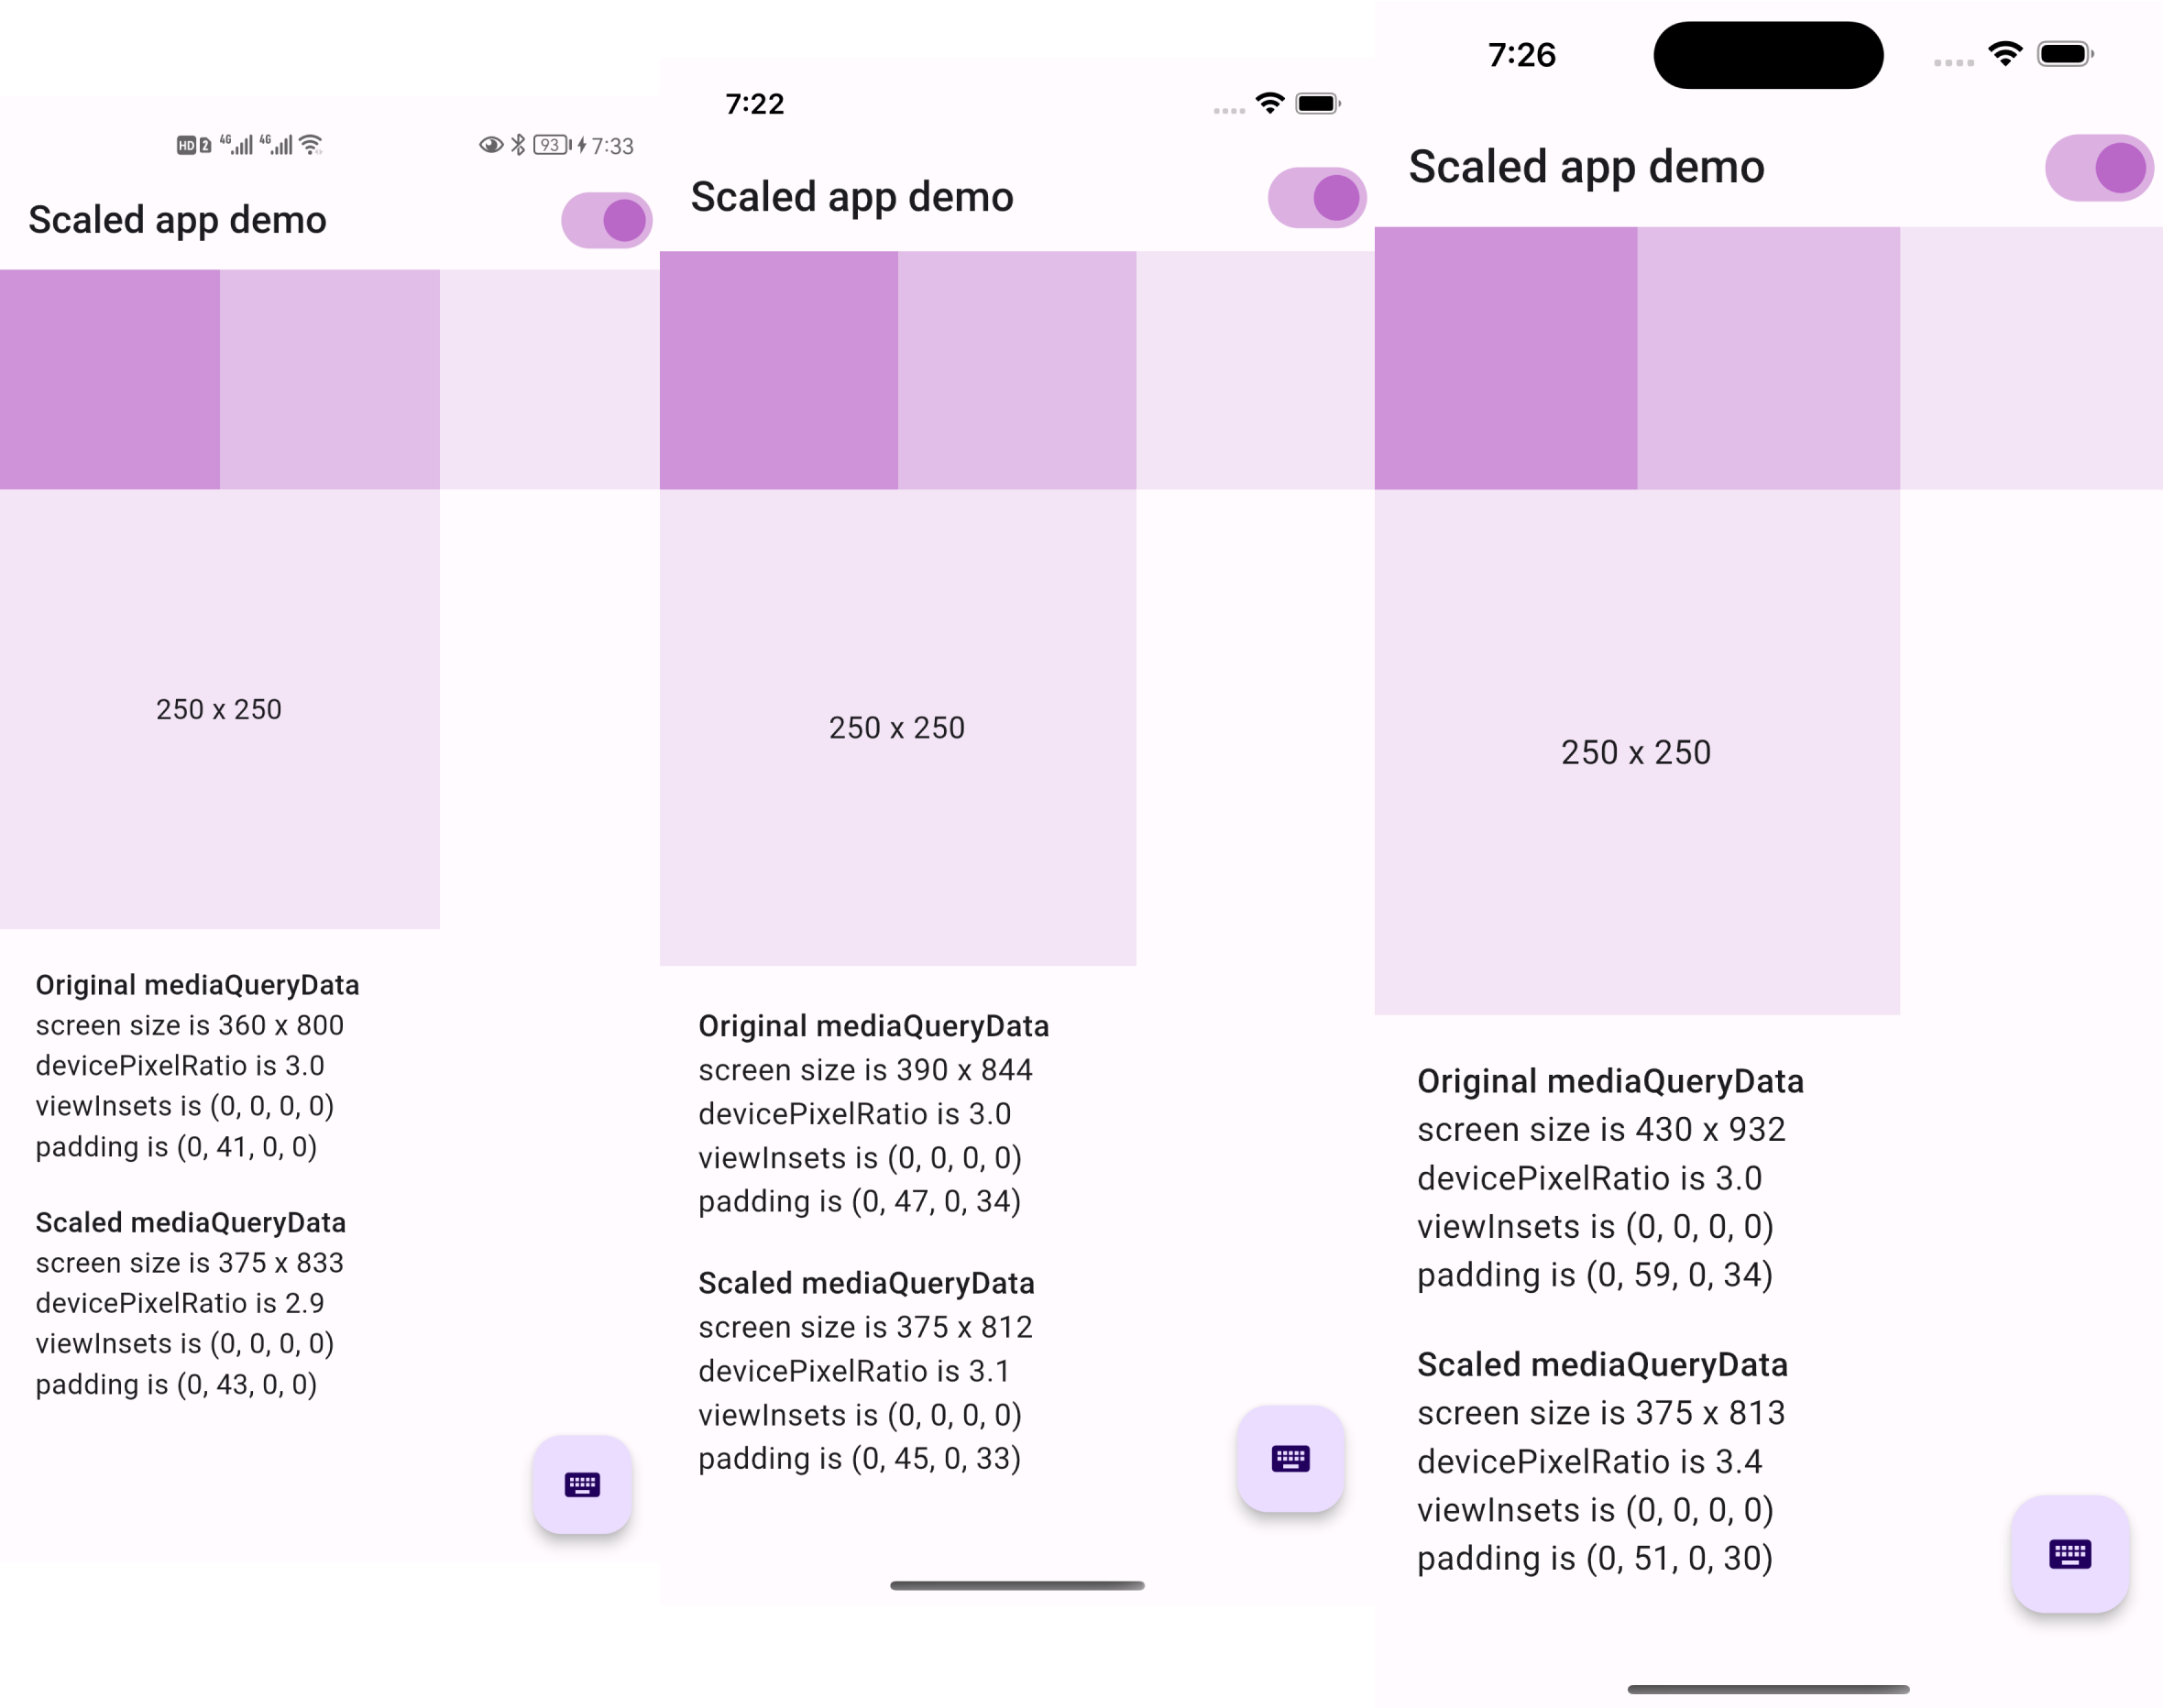 HD 2 4G 4G 93 7:33
Scaled app demo
250 x 250
Original mediaQueryData
screen size is 360 x 800
devicePixelRatio is 3.0
viewInsets is (0, 0, 0, 0)
padding is (0, 41, 0, 0)
Scaled mediaQueryData
screen size is 375 x 833
devicePixelRatio is 2.9
viewInsets is (0, 0, 0, 0)
padding is (0, 43, 0, 0)
7:22
Scaled app demo
250 x 250
Original mediaQueryData
screen size is 390 x 844
devicePixelRatio is 3.0
viewInsets is (0, 0, 0, 0)
padding is (0, 47, 0, 34)
Scaled mediaQueryData
screen size is 375 x 812
devicePixelRatio is 3.1
viewInsets is (0, 0, 0, 0)
padding is (0, 45, 0, 33)
7:26
Scaled app demo
250 x 250
Original mediaQueryData
screen size is 430 x 932
devicePixelRatio is 3.0
viewInsets is (0, 0, 0, 0)
padding is (0, 59, 0, 34)
Scaled mediaQueryData
screen size is 375 x 813
devicePixelRatio is 3.4
viewInsets is (0, 0, 0, 0)
padding is (0, 51, 0, 30)